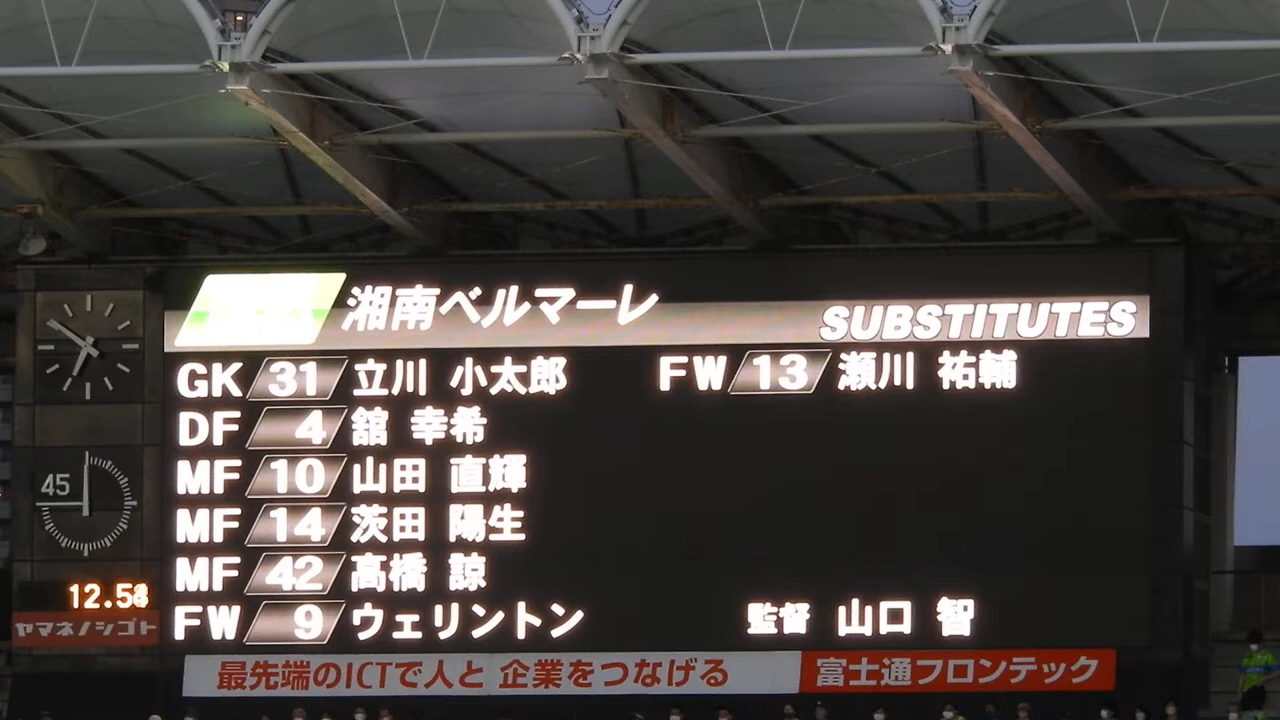 湘南ベルマーレ
SUBSTITUTES
GK 31 立川 小太郎
DF 4 舘 幸希
MF 10 山田 直輝
MF 14 茨田 陽生
MF 42 髙橋 諒
FW 9 ウェリントン
FW 13 瀬川 祐輔
監督 山口 智
45
ヤマネノシゴト
最先端のICTで人と 企業をつなげる
富士通フロンテック